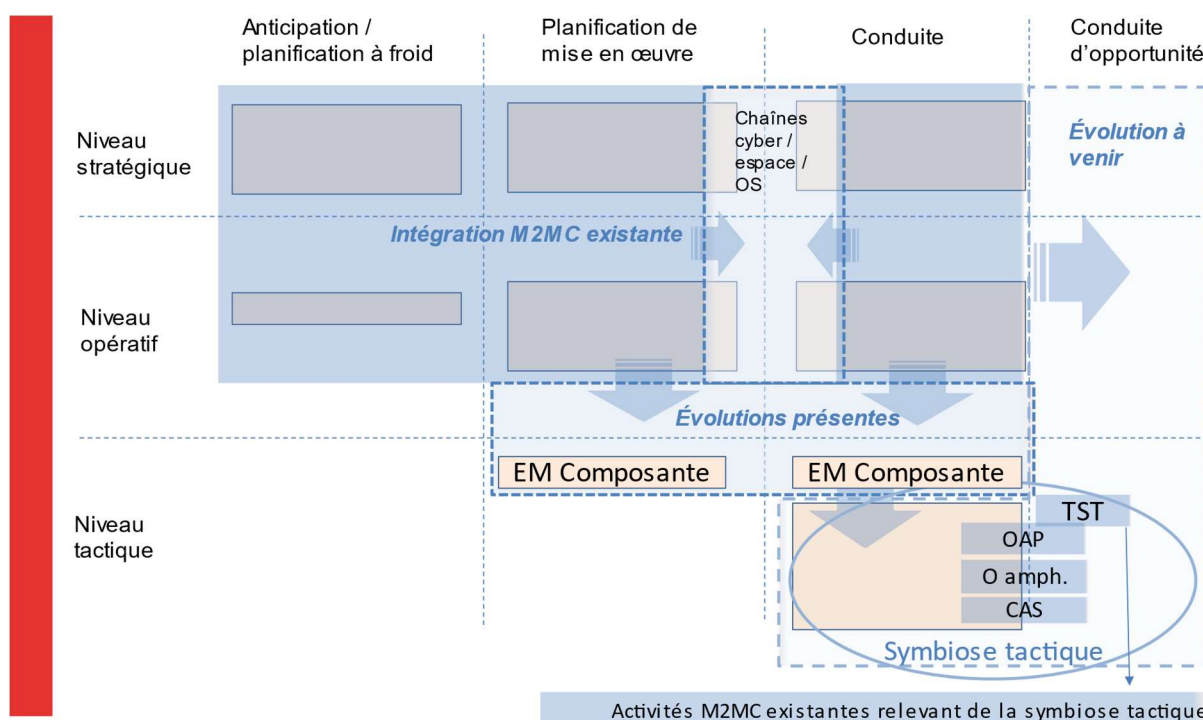 Anticipation /
planification à froid
Planification de
mise en œuvre
Conduite
Conduite
d'opportunité
Niveau
stratégique
Chaînes
cyber /
espace /
OS
Évolution à
venir
Intégration M2MC existante
Niveau
opératif
Évolutions présentes
EM Composante
EM Composante
Niveau
tactique
TST
OAP
O amph.
CAS
Symbiose tactique
Activités M2MC existantes relevant de la symbiose tactique